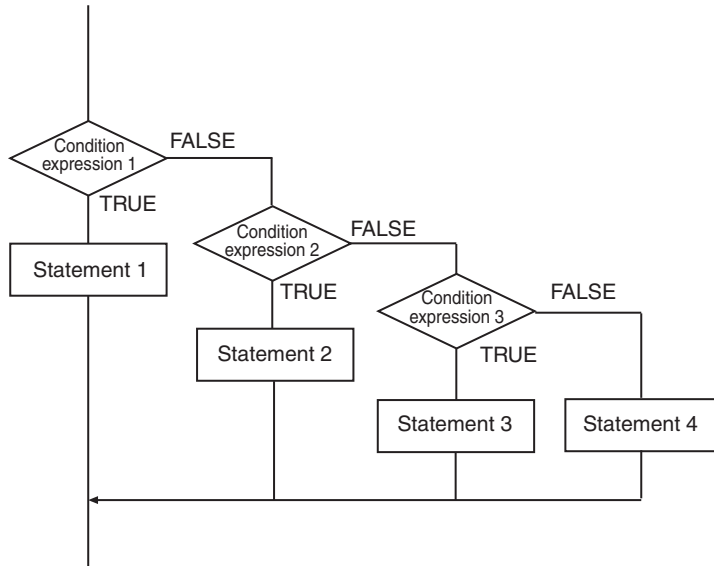 Condition
expression 1
FALSE
TRUE
Statement 1
Condition
expression 2
FALSE
TRUE
Statement 2
Condition
expression 3
FALSE
TRUE
Statement 3
Statement 4